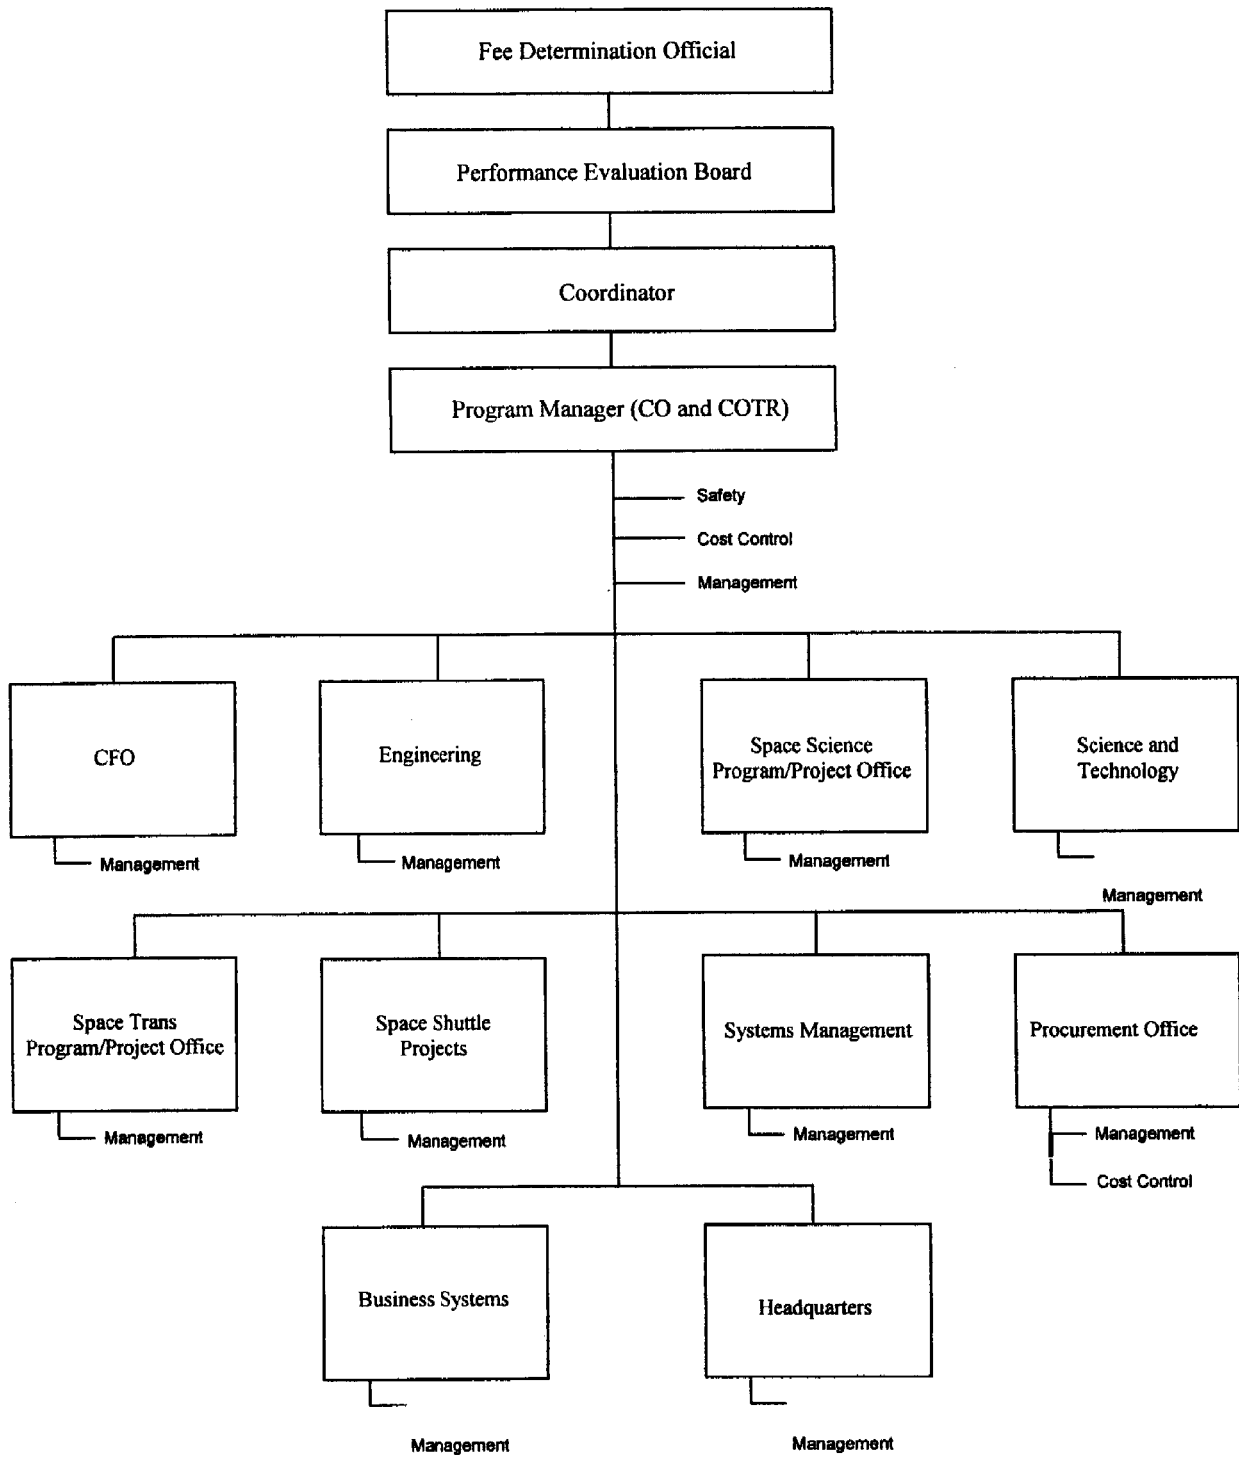 Fee Determination Official
Performance Evaluation Board
Coordinator
Program Manager (CO and COTR)
Safety
Cost Control
Management
CFO
Management
Engineering
Management
Space Science
Program/Project Office
Management
Science and
Technology
Management
Space Trans
Program/Project Office
Management
Space Shuttle
Projects
Management
Systems Management
Management
Procurement Office
Management
Cost Control
Business Systems
Management
Headquarters
Management